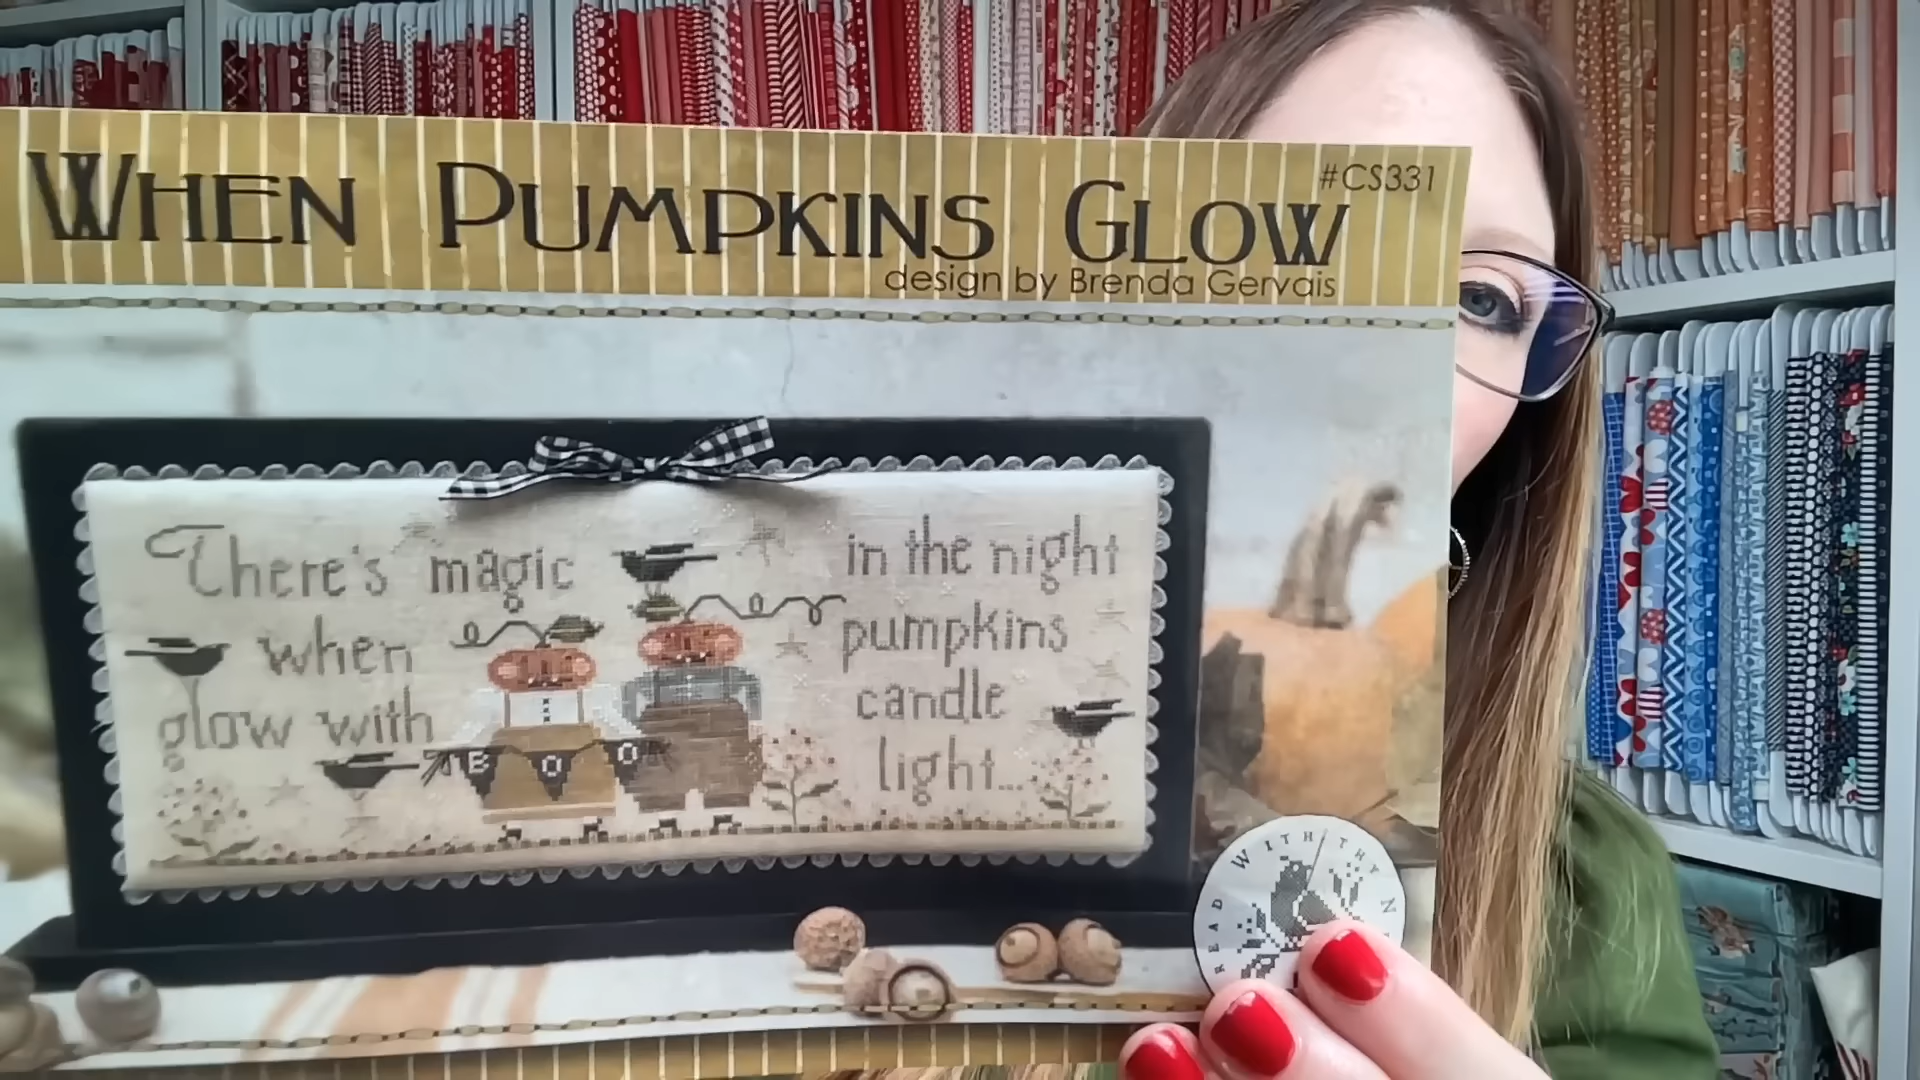 WHEN PUMPKINS GLOW
#CS331
design by Brenda Gervais
There's magic in the night
when pumpkins
glow with candle
light...
BOO
WITH THY
READ